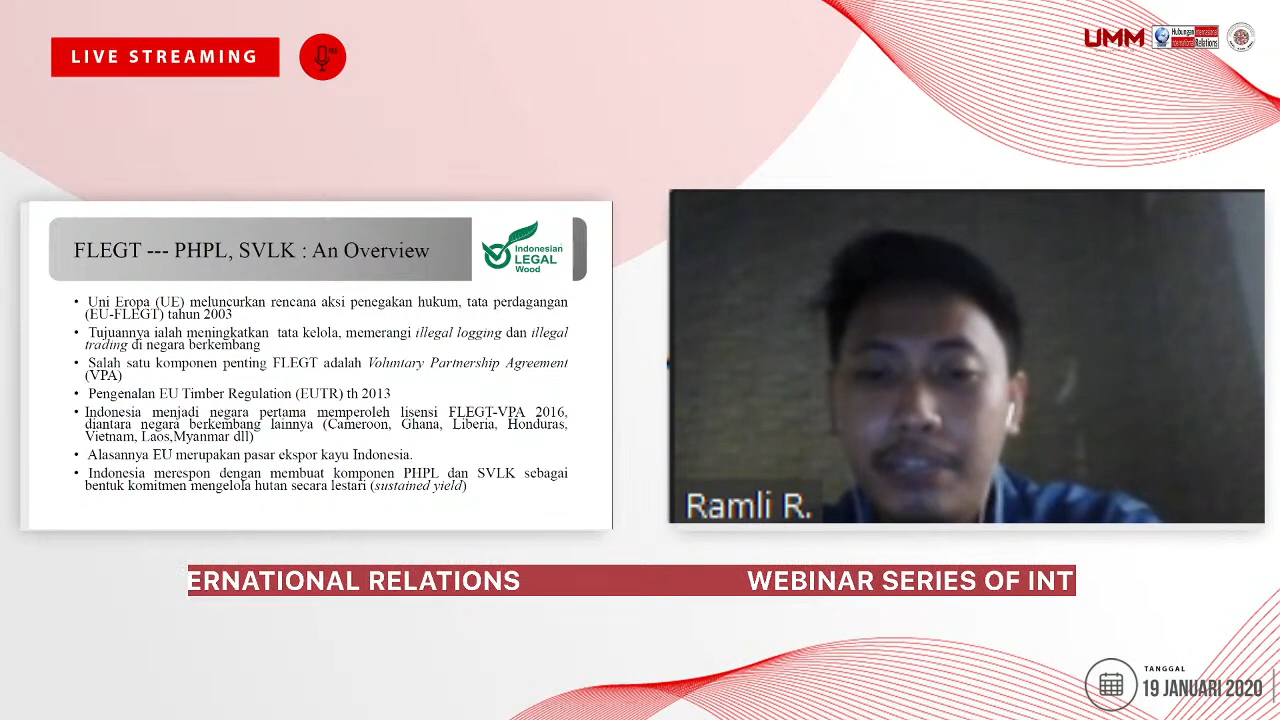 LIVE STREAMING
UMM
Hubungan Internasional
International Relations
FLEGT --- PHPL, SVLK : An Overview
Indonesian
LEGAL
Wood
• Uni Eropa (UE) meluncurkan rencana aksi penegakan hukum, tata perdagangan
(EU-FLEGT) tahun 2003
• Tujuannya ialah meningkatkan tata kelola, memerangi illegal logging dan illegal
trading di negara berkembang
• Salah satu komponen penting FLEGT adalah Voluntary Partnership Agreement
(VPA)
• Pengenalan EU Timber Regulation (EUTR) th 2013
• Indonesia menjadi negara pertama memperoleh lisensi FLEGT-VPA 2016,
diantara negara berkembang lainnya (Cameroon, Ghana, Liberia, Honduras,
Vietnam, Laos,Myanmar dll)
• Alasannya EU merupakan pasar ekspor kayu Indonesia.
• Indonesia merespon dengan membuat komponen PHPL dan SVLK sebagai
bentuk komitmen mengelola hutan secara lestari (sustained yield)
Ramli R.
ERNATIONAL RELATIONS WEBINAR SERIES OF INT
TANGGAL
19 JANUARI 2020